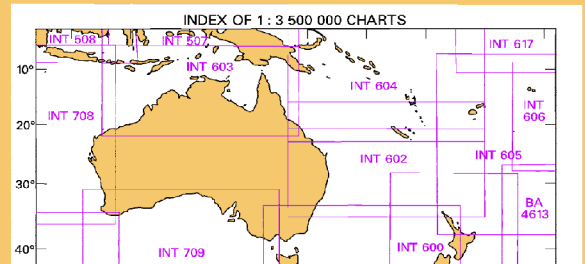 INDEX OF 1 : 3 500 000 CHARTS
INT 508
INT 507
INT 617
INT 603
10°
INT 604
INT 708
INT
606
20°
INT 602
INT 605
30°
BA
4613
40°
INT 709
INT 600